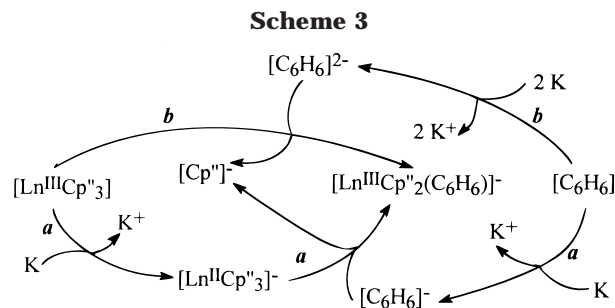 Scheme 3
[C6H6]2-
2 K
b
b
2 K+
[Cp"]-
[LnIIICp"3]
[LnIIICp"2(C6H6)]-
[C6H6]
a
K+
K+
a
K
a
[LnIICp"3]-
[C6H6]-
K